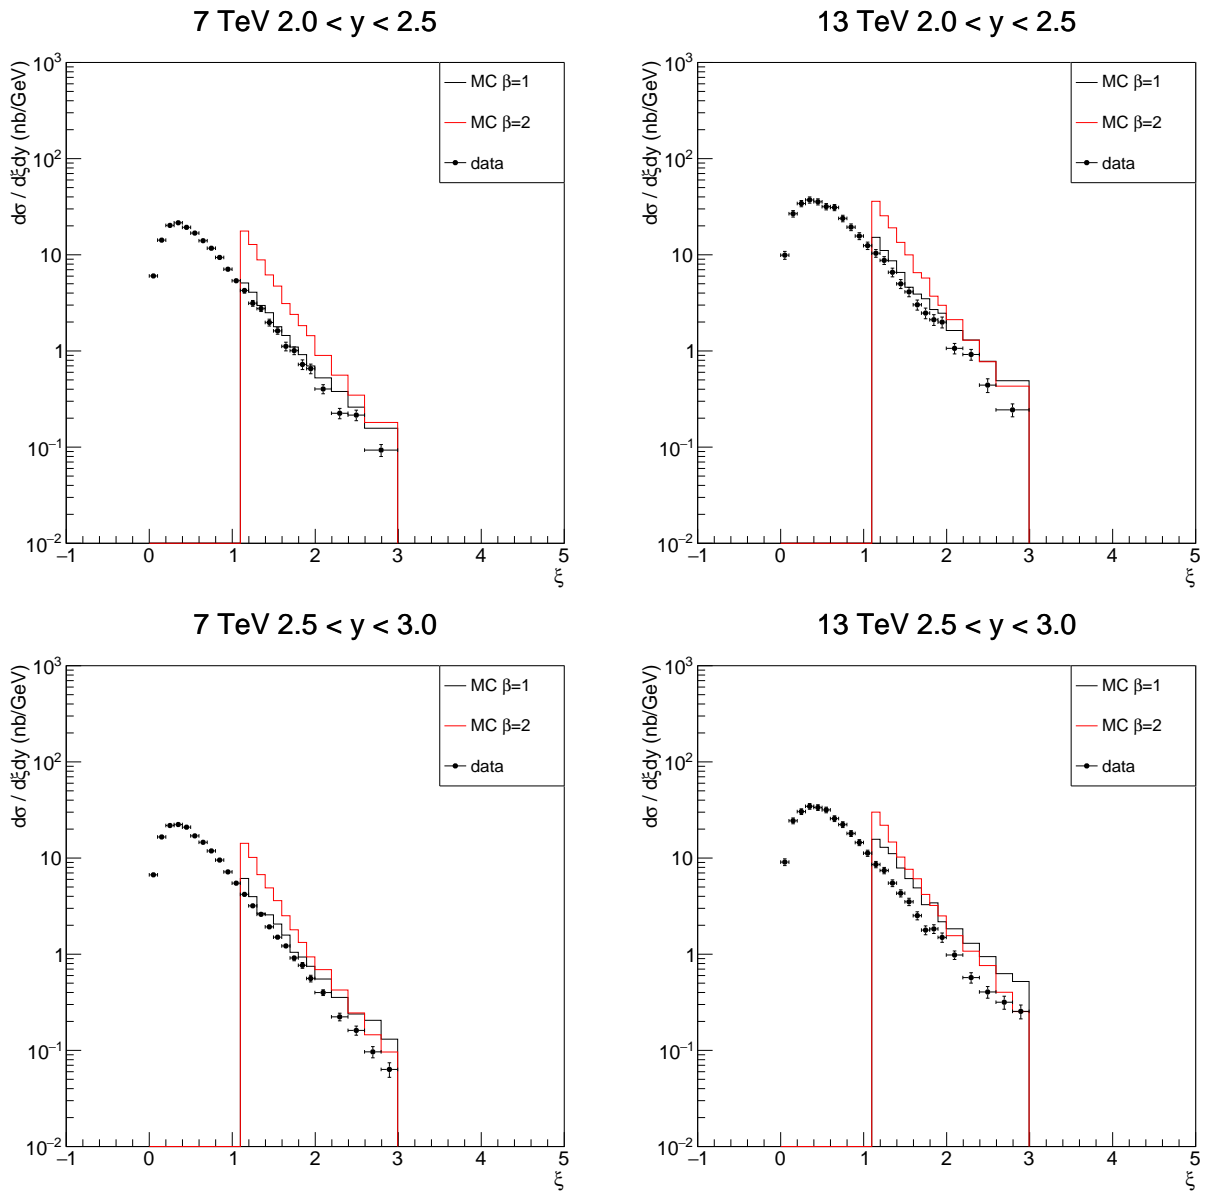 7 TeV 2.0 < y < 2.5
dσ / dξdy (nb/GeV)
10³
10²
10
1
10⁻¹
10⁻²
MC β=1
MC β=2
data
−1 0 1 2 3 4 5
ξ
13 TeV 2.0 < y < 2.5
dσ / dξdy (nb/GeV)
10³
10²
10
1
10⁻¹
10⁻²
MC β=1
MC β=2
data
−1 0 1 2 3 4 5
ξ
7 TeV 2.5 < y < 3.0
dσ / dξdy (nb/GeV)
10³
10²
10
1
10⁻¹
10⁻²
MC β=1
MC β=2
data
−1 0 1 2 3 4 5
ξ
13 TeV 2.5 < y < 3.0
dσ / dξdy (nb/GeV)
10³
10²
10
1
10⁻¹
10⁻²
MC β=1
MC β=2
data
−1 0 1 2 3 4 5
ξ